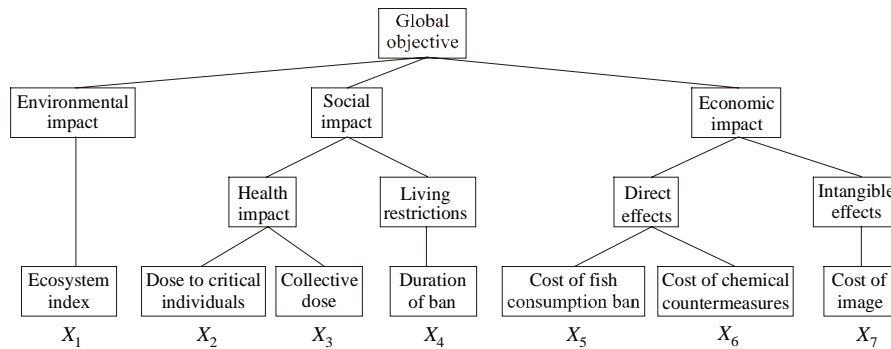 Global
objective
Environmental
impact
Social
impact
Economic
impact
Health
impact
Living
restrictions
Direct
effects
Intangible
effects
Ecosystem
index
Dose to critical
individuals
Collective
dose
Duration
of ban
Cost of fish
consumption ban
Cost of chemical
countermeasures
Cost of
image
X1
X2
X3
X4
X5
X6
X7